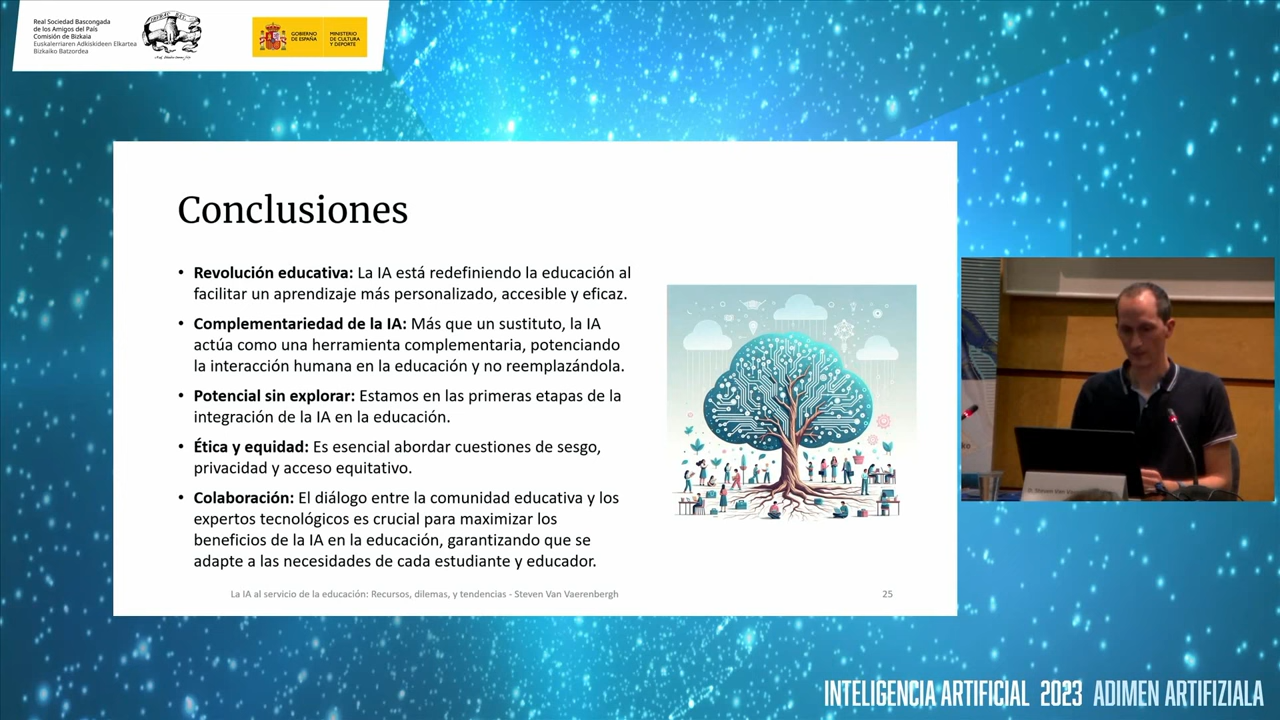 Real Sociedad Bascongada
de los Amigos del País
Comisión de Bizkaia
Euskalerriaren Adkiskideen Elkartea
Bizkaiko Batzordea
GOBIERNO
DE ESPAÑA
MINISTERIO
DE CULTURA
Y DEPORTE
Conclusiones
• Revolución educativa: La IA está redefiniendo la educación al
facilitar un aprendizaje más personalizado, accesible y eficaz.
• Complementariedad de la IA: Más que un sustituto, la IA
actúa como una herramienta complementaria, potenciando
la interacción humana en la educación y no reemplazándola.
• Potencial sin explorar: Estamos en las primeras etapas de la
integración de la IA en la educación.
• Ética y equidad: Es esencial abordar cuestiones de sesgo,
privacidad y acceso equitativo.
• Colaboración: El diálogo entre la comunidad educativa y los
expertos tecnológicos es crucial para maximizar los
beneficios de la IA en la educación, garantizando que se
adapte a las necesidades de cada estudiante y educador.
La IA al servicio de la educación: Recursos, dilemas, y tendencias - Steven Van Vaerenbergh
25
INTELIGENCIA ARTIFICIAL 2023 ADIMEN ARTIFIZIALA